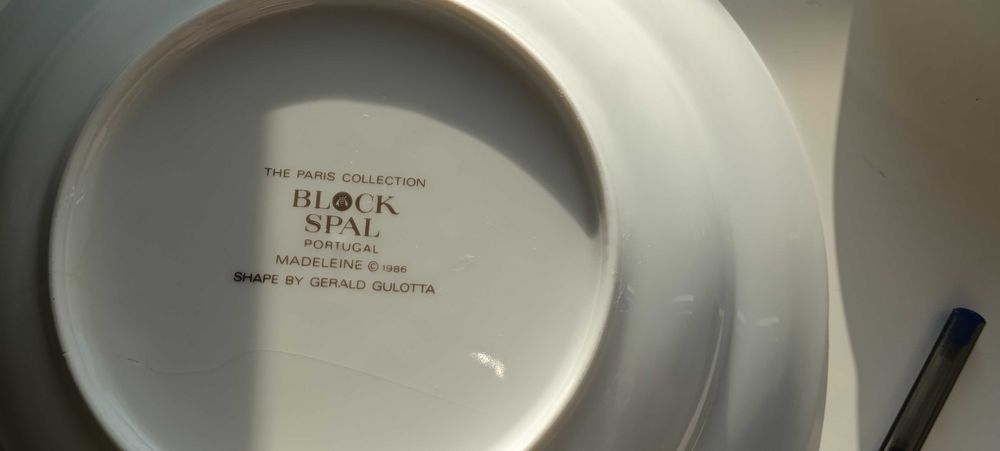 THE PARIS COLLECTION
BLOCK
SPAL
PORTUGAL
MADELEINE © 1986
SHAPE BY GERALD GULOTTA